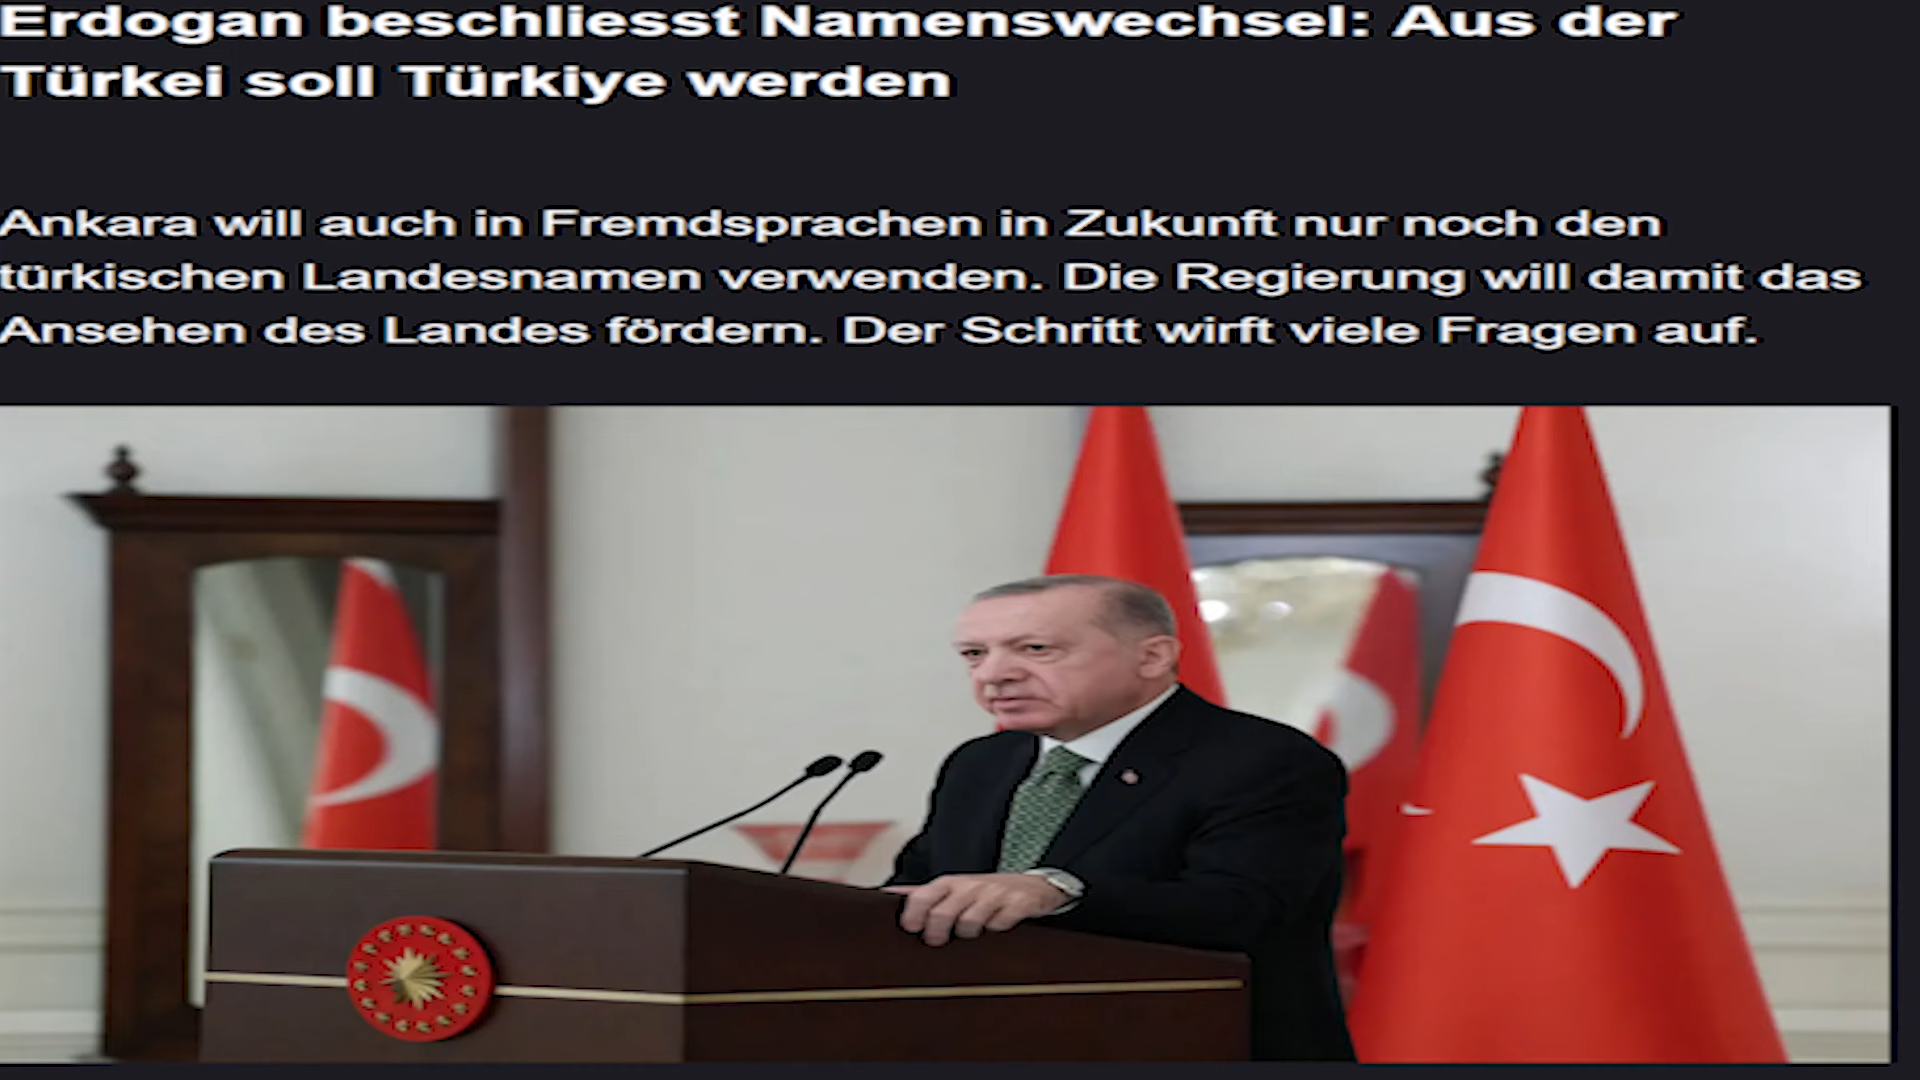 Erdogan beschliesst Namenswechsel: Aus der
Türkei soll Türkiye werden
Ankara will auch in Fremdsprachen in Zukunft nur noch den
türkischen Landesnamen verwenden. Die Regierung will damit das
Ansehen des Landes fördern. Der Schritt wirft viele Fragen auf.